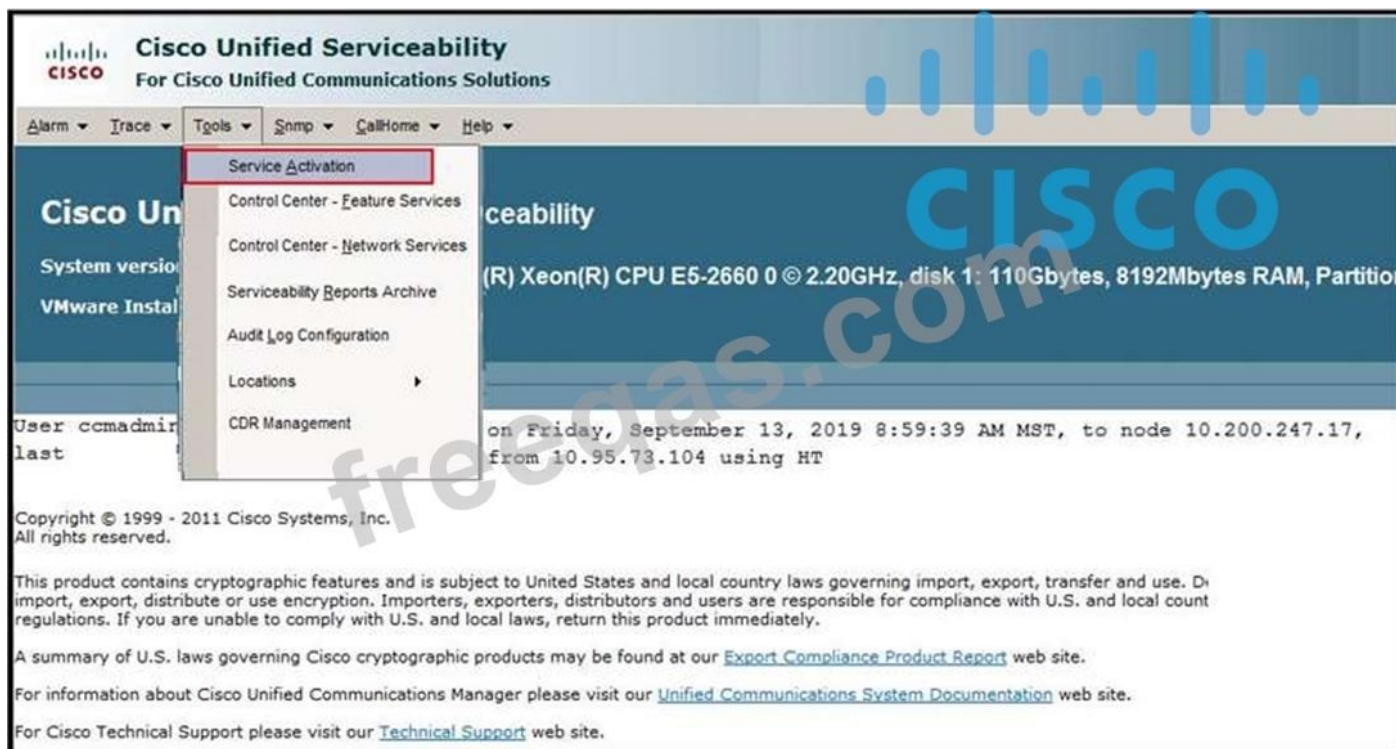 CISCO
Cisco Unified Serviceability
For Cisco Unified Communications Solutions
Alarm Trace Tools Snmp CallHome Help
Service Activation
Control Center - Feature Services
Control Center - Network Services
Serviceability Reports Archive
Audit Log Configuration
Locations
CDR Management
CISCO
Cisco Un ceability
System versio (R) Xeon(R) CPU E5-2660 0 © 2.20GHz, disk 1: 110Gbytes, 8192Mbytes RAM, Partitio
VMware Instal
freeqas.com
User ccmadmin on Friday, September 13, 2019 8:59:39 AM MST, to node 10.200.247.17,
last from 10.95.73.104 using HT
Copyright © 1999 - 2011 Cisco Systems, Inc.
All rights reserved.
This product contains cryptographic features and is subject to United States and local country laws governing import, export, transfer and use. D
import, export, distribute or use encryption. Importers, exporters, distributors and users are responsible for compliance with U.S. and local count
regulations. If you are unable to comply with U.S. and local laws, return this product immediately.
A summary of U.S. laws governing Cisco cryptographic products may be found at our Export Compliance Product Report web site.
For information about Cisco Unified Communications Manager please visit our Unified Communications System Documentation web site.
For Cisco Technical Support please visit our Technical Support web site.